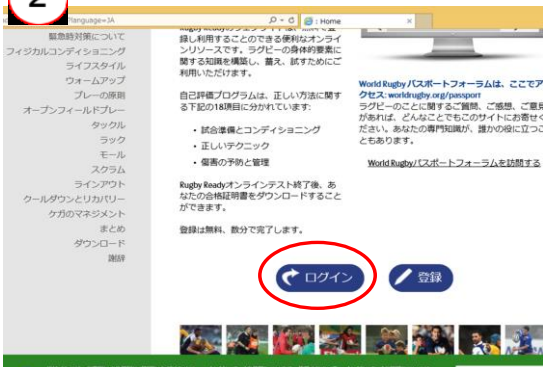 2
?language=JA
Home
緊急時対策について
フィジカルコンディショニング
ライフスタイル
ウォームアップ
プレーの原則
オープンフィールドプレー
タックル
ラック
モール
スクラム
ラインアウト
クールダウンとリカバリー
ケガのマネジメント
まとめ
ダウンロード
謝辞
録し利用することのできる便利なオンライ
ンリソースです。ラグビーの身体的要素に
関する知識を構築し、蓄え、試すためにご
利用いただけます。
自己評価プログラムは、正しい方法に関す
る下記の18項目に分かれています:
・試合準備とコンディショニング
・正しいテクニック
・傷害の予防と管理
Rugby Readyオンラインテスト終了後、あ
なたの合格証明書をダウンロードすること
ができます。
登録は無料、数分で完了します。
World Rugby パスポートフォーラムは、ここでア
クセス: worldrugby.org/passport
ラグビーのことに関するご質問、ご感想、ご意見
があれば、どんなことでもこのサイトにお寄せく
ださい。あなたの専門知識が、誰かの役に立つこ
ともあります。
World Rugbyパスポートフォーラムを訪問する
ログイン
登録